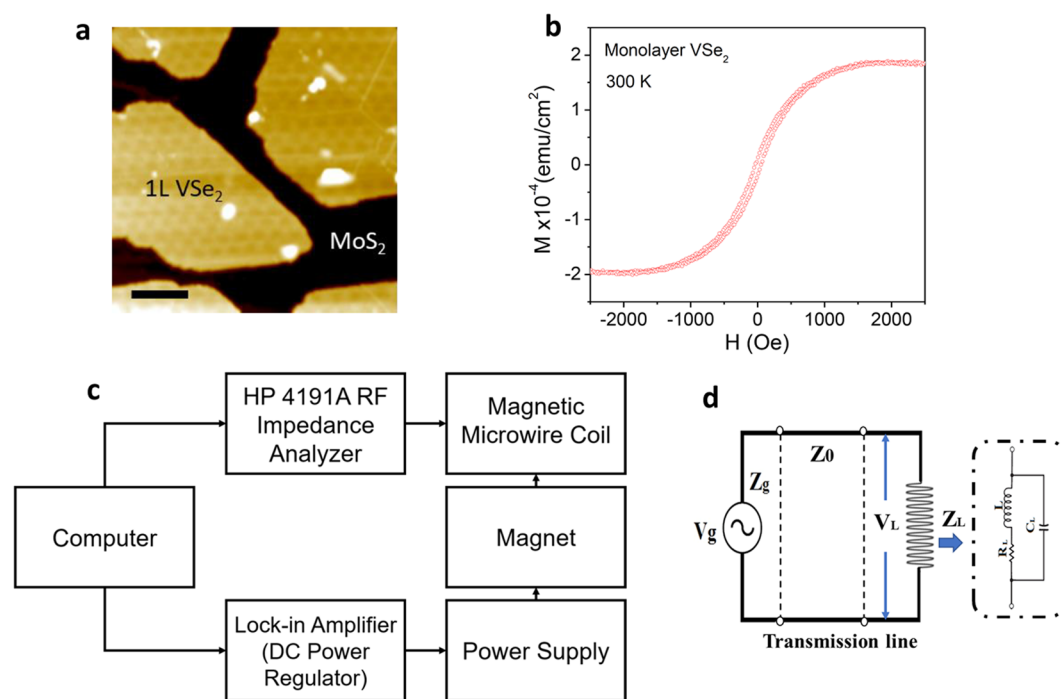 a
1L VSe₂
MoS₂
b
Monolayer VSe₂
300 K
M x10⁻⁴ (emu/cm²)
2
1
0
-1
-2
-2000 -1000 0 1000 2000
H (Oe)
c
HP 4191A RF
Impedance
Analyzer
Magnetic
Microwire Coil
Computer
Magnet
Lock-in Amplifier
(DC Power
Regulator)
Power Supply
d
Z₀
Zg
Vg
VL
ZL
L
RL
CL
Transmission line